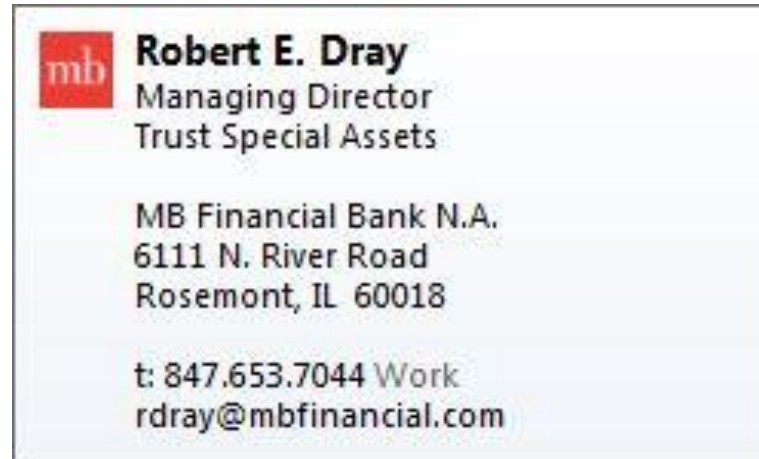 mb
Robert E. Dray
Managing Director
Trust Special Assets
MB Financial Bank N.A.
6111 N. River Road
Rosemont, IL 60018
t: 847.653.7044 Work
rdray@mbfinancial.com